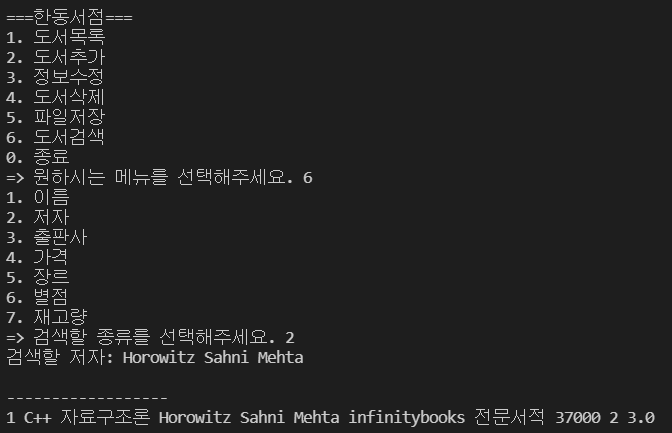 ===한동서점===
1. 도서목록
2. 도서추가
3. 정보수정
4. 도서삭제
5. 파일저장
6. 도서검색
0. 종료
=> 원하시는 메뉴를 선택해주세요. 6
1. 이름
2. 저자
3. 출판사
4. 가격
5. 장르
6. 별점
7. 재고량
=> 검색할 종류를 선택해주세요. 2
검색할 저자: Horowitz Sahni Mehta
------------------
1 C++ 자료구조론 Horowitz Sahni Mehta infinitybooks 전문서적 37000 2 3.0